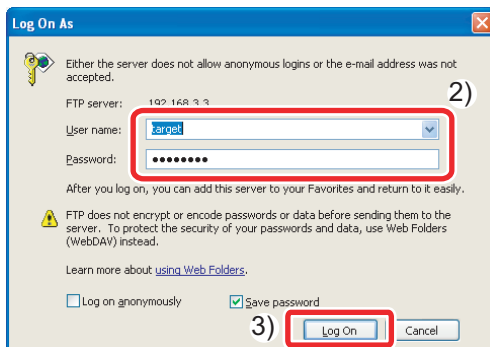 Log On As
Either the server does not allow anonymous logins or the e-mail address was not
accepted.
FTP server: 192.168.3.3
2)
User name: target
Password: ●●●●●●●●
After you log on, you can add this server to your Favorites and return to it easily.
FTP does not encrypt or encode passwords or data before sending them to the
server. To protect the security of your passwords and data, use Web Folders
(WebDAV) instead.
Learn more about using Web Folders.
Log on anonymously Save password
3) Log On Cancel